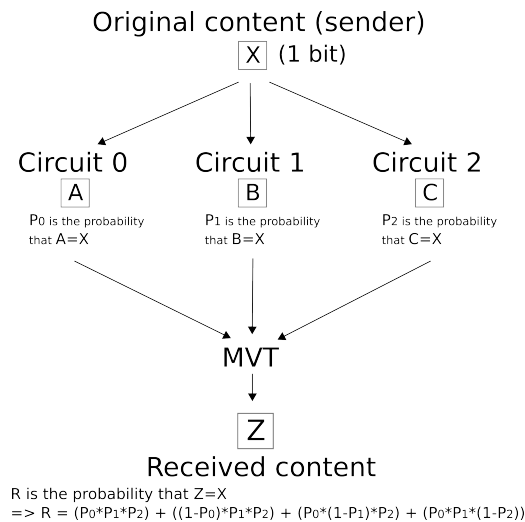 Original content (sender)
X (1 bit)
Circuit 0 Circuit 1 Circuit 2
A B C
P0 is the probability P1 is the probability P2 is the probability
that A=X that B=X that C=X
MVT
Z
Received content
R is the probability that Z=X
=> R = (P0*P1*P2) + ((1-P0)*P1*P2) + (P0*(1-P1)*P2) + (P0*P1*(1-P2))